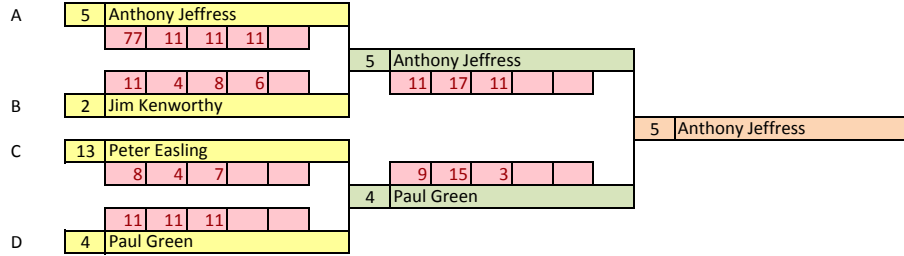 A 5 Anthony Jeffress
77 11 11 11
5 Anthony Jeffress
11 4 8 6
11 17 11
B 2 Jim Kenworthy
5 Anthony Jeffress
C 13 Peter Easling
8 4 7
9 15 3
4 Paul Green
11 11 11
D 4 Paul Green